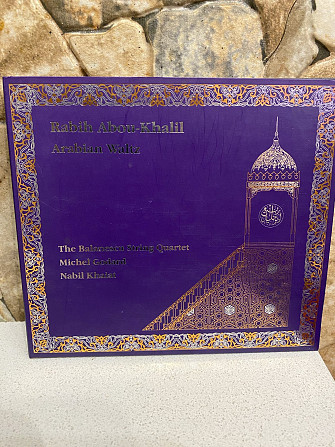 Rabih Abou-Khalil
Arabian Waltz
The Balanescu String Quartet
Michel Godard
Nabil Khaiat